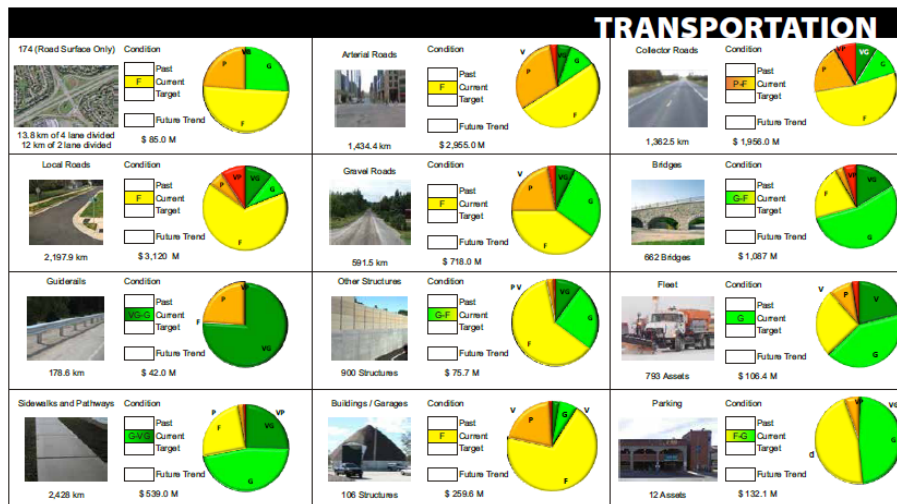 TRANSPORTATION
174 (Road Surface Only)
Condition
Past
F Current
Target
Future Trend
13.8 km of 4 lane divided
12 km of 2 lane divided
$ 85.0 M
P
VG
G
F
Arterial Roads
Condition
Past
F Current
Target
Future Trend
1,434.4 km
$ 2,955.0 M
V
P
G
F
Collector Roads
Condition
Past
P-F Current
Target
Future Trend
1,362.5 km
$ 1,956.0 M
VP
VG
P
G
F
Local Roads
Condition
Past
F Current
Target
Future Trend
2,197.9 km
$ 3,120 M
VP
VG
P
G
F
Gravel Roads
Condition
Past
F Current
Target
Future Trend
591.5 km
$ 718.0 M
V
P
G
F
Bridges
Condition
Past
G-F Current
Target
Future Trend
662 Bridges
$ 1,087 M
VP
VG
F
G
Guiderails
Condition
Past
VG-G Current
Target
Future Trend
178.6 km
$ 42.0 M
P
F
VG
Other Structures
Condition
Past
G-F Current
Target
Future Trend
900 Structures
$ 75.7 M
P V
VG
G
F
Fleet
Condition
Past
G Current
Target
Future Trend
793 Assets
$ 106.4 M
V
P
V
F
G
Sidewalks and Pathways
Condition
Past
G-VG Current
Target
Future Trend
2,428 km
$ 539.0 M
P
VP
F
VG
G
Buildings / Garages
Condition
Past
F Current
Target
Future Trend
106 Structures
$ 259.6 M
V
V
P
G
F
Parking
Condition
Past
F-G Current
Target
Future Trend
12 Assets
$ 132.1 M
P
VG
G
d